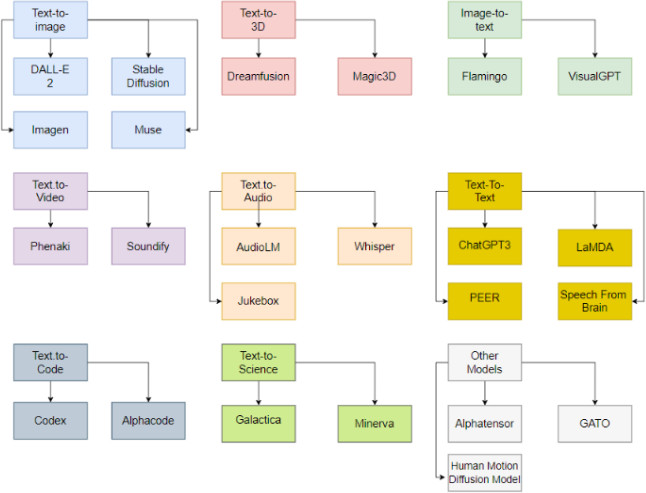 Text-to-
image
Text-to-
3D
Image-to-
text
DALL-E
2
Stable
Diffusion
Dreamfusion
Magic3D
Flamingo
VisualGPT
Imagen
Muse
Text.to-
Video
Text.to-
Audio
Text-To-
Text
Phenaki
Soundify
AudioLM
Whisper
ChatGPT3
LaMDA
Jukebox
PEER
Speech From
Brain
Text.to-
Code
Text-to-
Science
Other
Models
Codex
Alphacode
Galactica
Minerva
Alphatensor
GATO
Human Motion
Diffusion Model